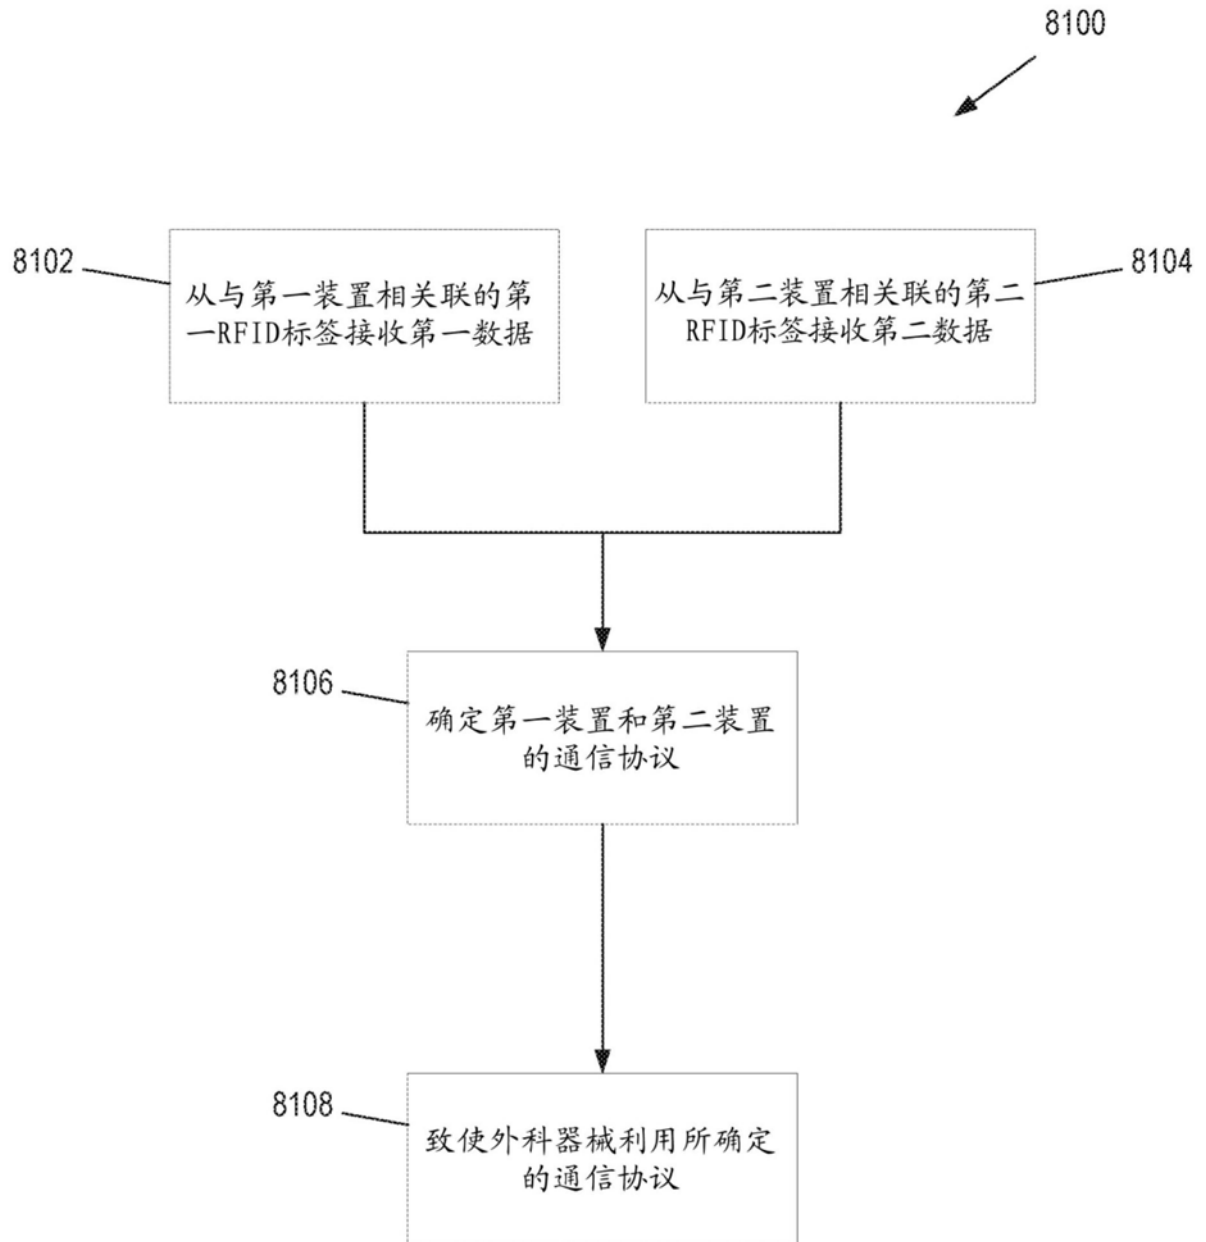 8100
8102
从与第一装置相关联的第
一RFID标签接收第一数据
8104
从与第二装置相关联的第二
RFID标签接收第二数据
8106
确定第一装置和第二装置
的通信协议
8108
致使外科器械利用所确定
的通信协议